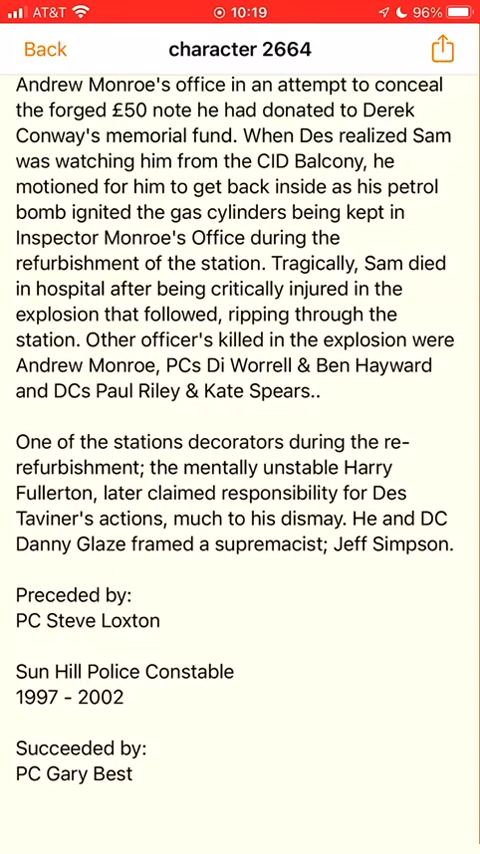 AT&T 10:19 96%
Back character 2664
Andrew Monroe's office in an attempt to conceal
the forged £50 note he had donated to Derek
Conway's memorial fund. When Des realized Sam
was watching him from the CID Balcony, he
motioned for him to get back inside as his petrol
bomb ignited the gas cylinders being kept in
Inspector Monroe's Office during the
refurbishment of the station. Tragically, Sam died
in hospital after being critically injured in the
explosion that followed, ripping through the
station. Other officer's killed in the explosion were
Andrew Monroe, PCs Di Worrell & Ben Hayward
and DCs Paul Riley & Kate Spears..
One of the stations decorators during the re-
refurbishment; the mentally unstable Harry
Fullerton, later claimed responsibility for Des
Taviner's actions, much to his dismay. He and DC
Danny Glaze framed a supremacist; Jeff Simpson.
Preceded by:
PC Steve Loxton
Sun Hill Police Constable
1997 - 2002
Succeeded by:
PC Gary Best